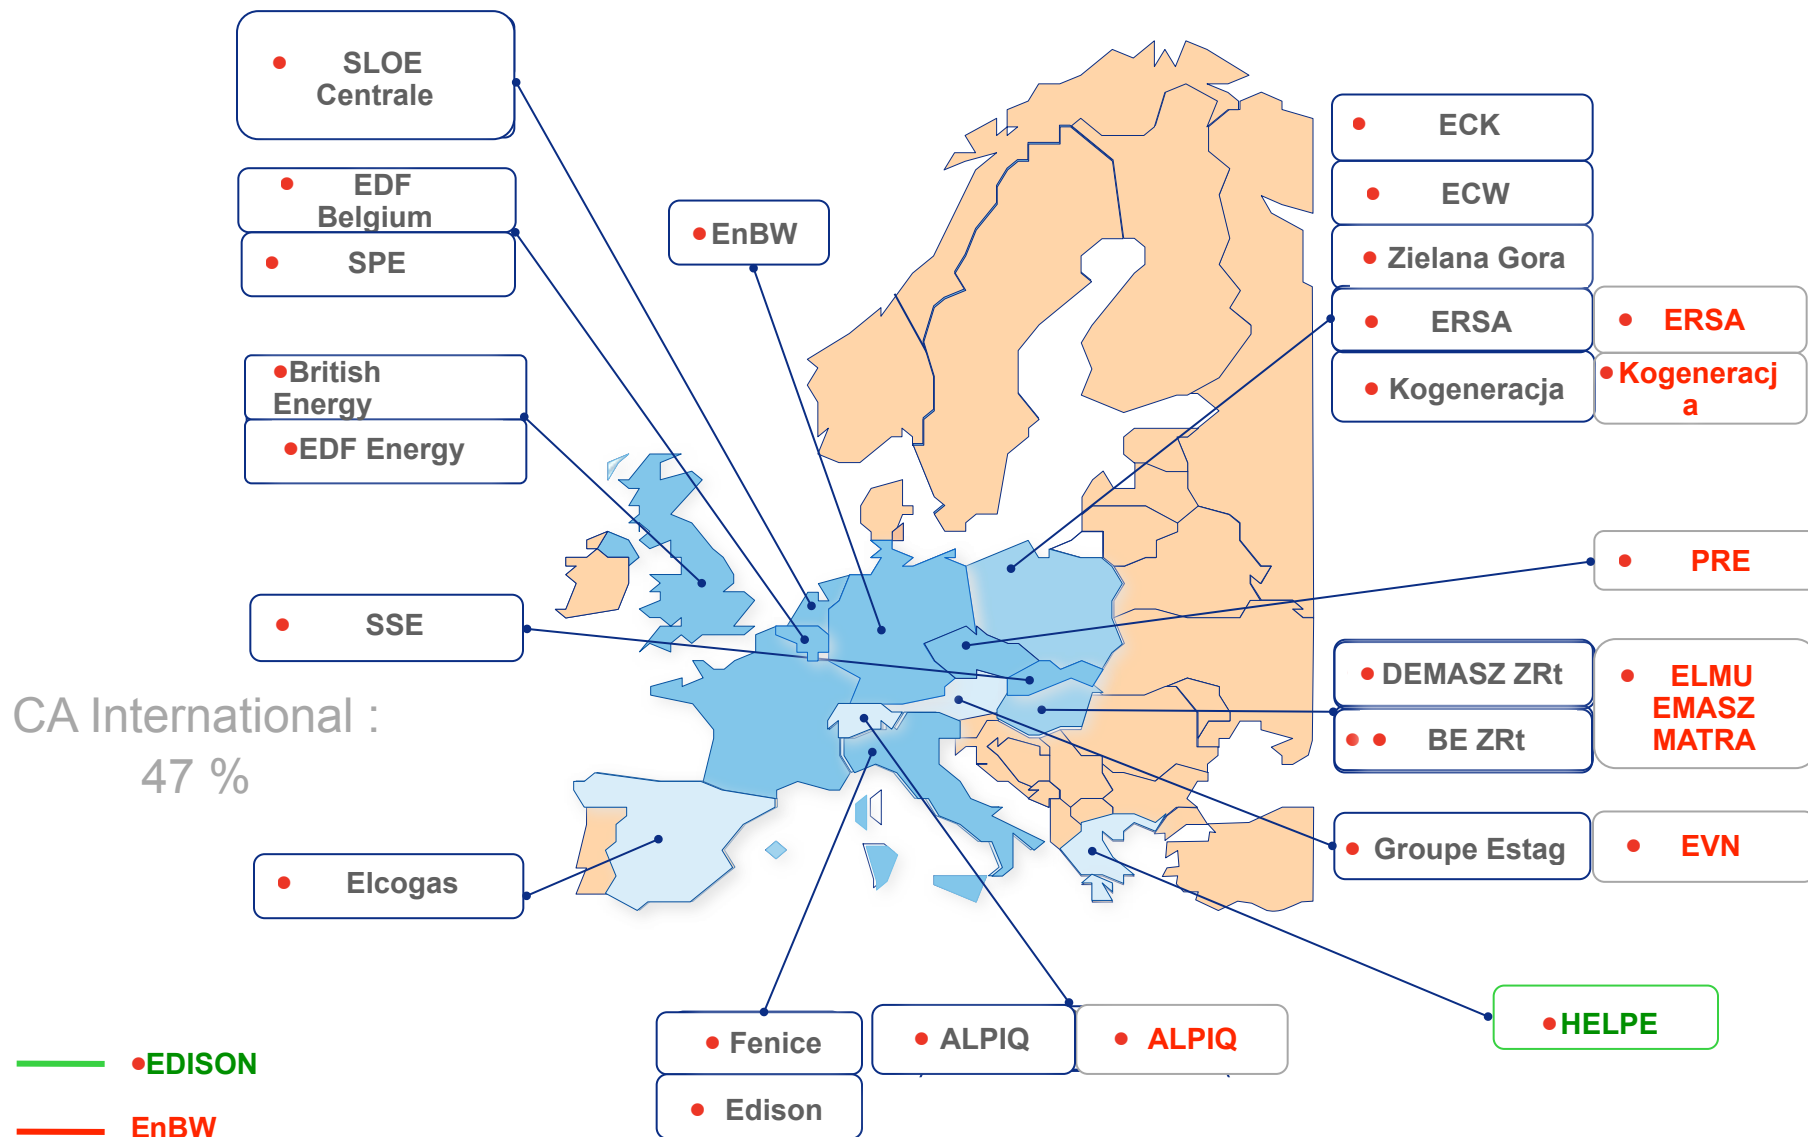 • SLOE
Centrale
• EDF
Belgium
• SPE
• EnBW
• British
Energy
• EDF Energy
• SSE
CA International :
47 %
• Elcogas
• ECK
• ECW
• Zielana Gora
• ERSA
• ERSA
• Kogeneracja
• Kogeneracj
a
• PRE
• DEMASZ ZRt
• • BE ZRt
• ELMU
EMASZ
MATRA
• Groupe Estag
• EVN
• HELPE
• Fenice
• Edison
• ALPIQ
• ALPIQ
• EDISON
EnBW